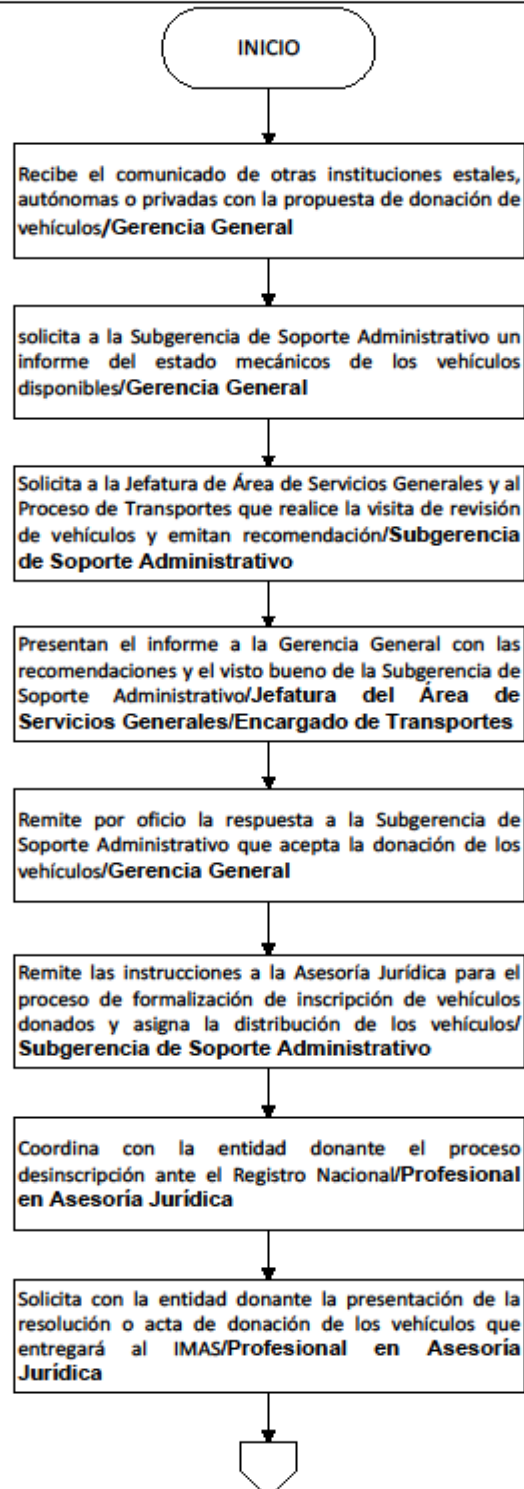 INICIO
Recibe el comunicado de otras instituciones estales,
autónomas o privadas con la propuesta de donación de
vehículos/Gerencia General
solicita a la Subgerencia de Soporte Administrativo un
informe del estado mecánicos de los vehículos
disponibles/Gerencia General
Solicita a la Jefatura de Área de Servicios Generales y al
Proceso de Transportes que realice la visita de revisión
de vehículos y emitan recomendación/Subgerencia
de Soporte Administrativo
Presentan el informe a la Gerencia General con las
recomendaciones y el visto bueno de la Subgerencia de
Soporte Administrativo/Jefatura del Área de
Servicios Generales/Encargado de Transportes
Remite por oficio la respuesta a la Subgerencia de
Soporte Administrativo que acepta la donación de los
vehículos/Gerencia General
Remite las instrucciones a la Asesoría Jurídica para el
proceso de formalización de inscripción de vehículos
donados y asigna la distribución de los vehículos/
Subgerencia de Soporte Administrativo
Coordina con la entidad donante el proceso
desinscripción ante el Registro Nacional/Profesional
en Asesoría Jurídica
Solicita con la entidad donante la presentación de la
resolución o acta de donación de los vehículos que
entregará al IMAS/Profesional en Asesoría
Jurídica